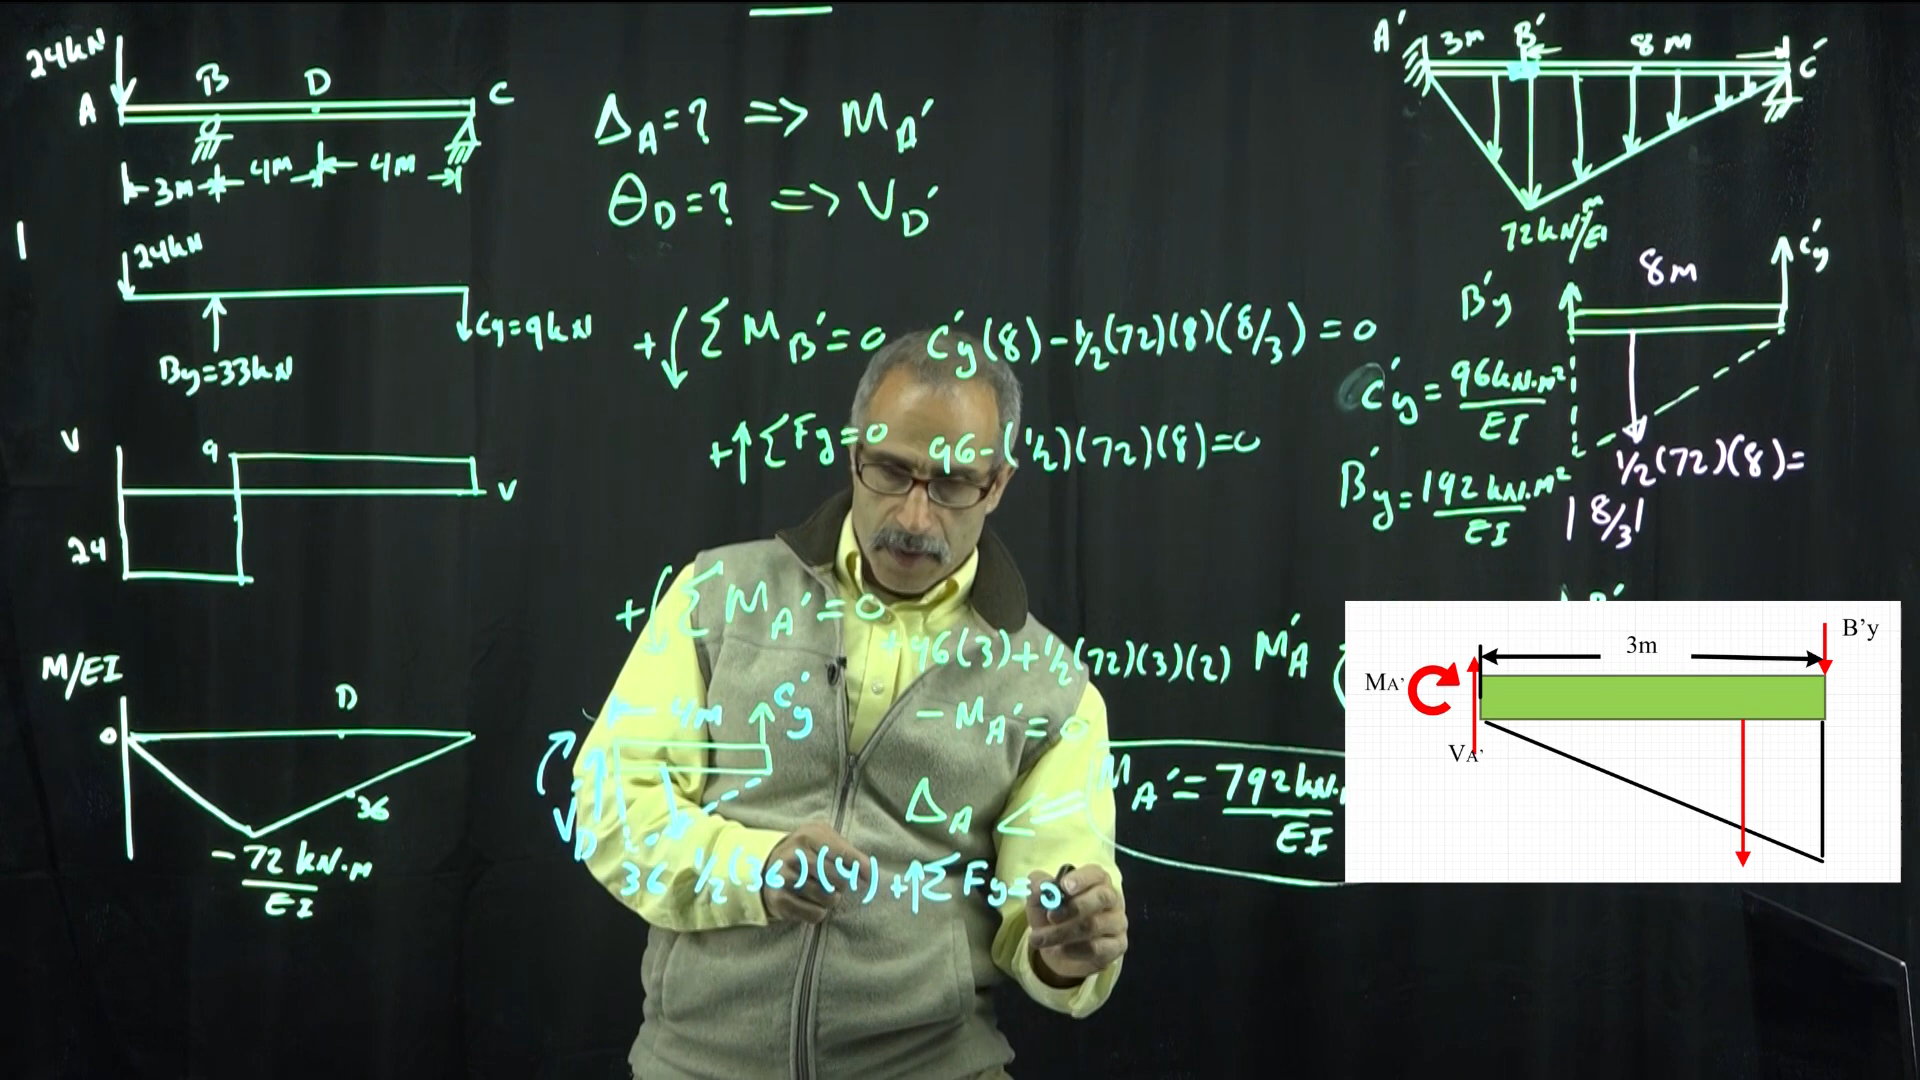 24kN
A B D C
3m 4m 4m
24kN
By=33kN
Cy=9kN
V
9
V
24
M/EI
D
0
36
-72 kN·m
EI
ΔA=? => MA'
θD=? => VD'
+ΣMB'=0 C'y(8)-1/2(72)(8)(8/3)=0
+↑ΣFy=0 96-(1/2)(72)(8)=0
+ΣMA'=0
+96(3)+1/2(72)(3)(2)
-MA'=0
M'A
MA'=792kN.
EI
ΔA <=
4m C'y
VD
36 1/2(36)(4) +↑ΣFy=0
A' 3m B' 8m C'
72kN·m/EI
8m C'y
B'y
C'y=96kN·m²
EI
B'y=192kN·m²
EI
1/2(72)(8)=
8/3
3m
B'y
MA'
VA'